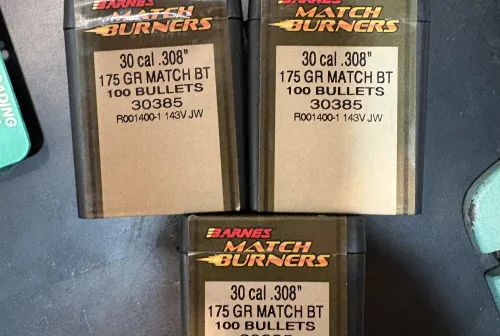 BARNES
MATCH
BURNERS
30 cal .308"
175 GR MATCH BT
100 BULLETS
30385
R001400-1 143V JW
BARNES
MATCH
BURNERS
30 cal .308"
175 GR MATCH BT
100 BULLETS
30385
R001400-1 143V JW
BARNES
MATCH
BURNERS
30 cal .308"
175 GR MATCH BT
100 BULLETS
30385